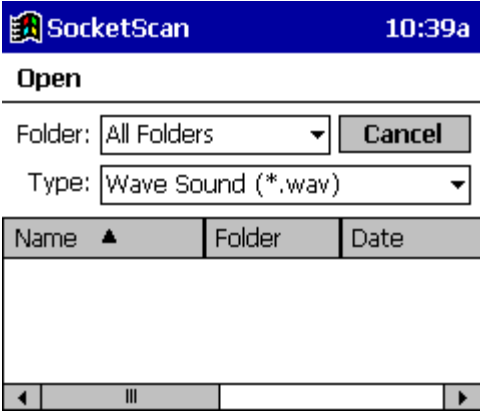 SocketScan 10:39a
Open
Folder: All Folders Cancel
Type: Wave Sound (*.wav)
Name Folder Date